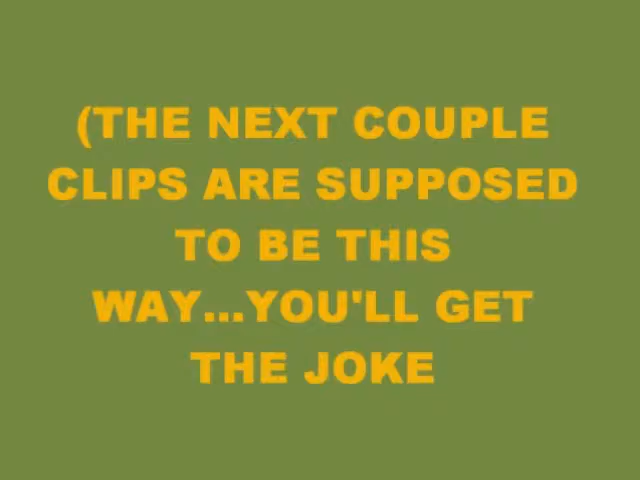 (THE NEXT COUPLE
CLIPS ARE SUPPOSED
TO BE THIS
WAY...YOU'LL GET
THE JOKE